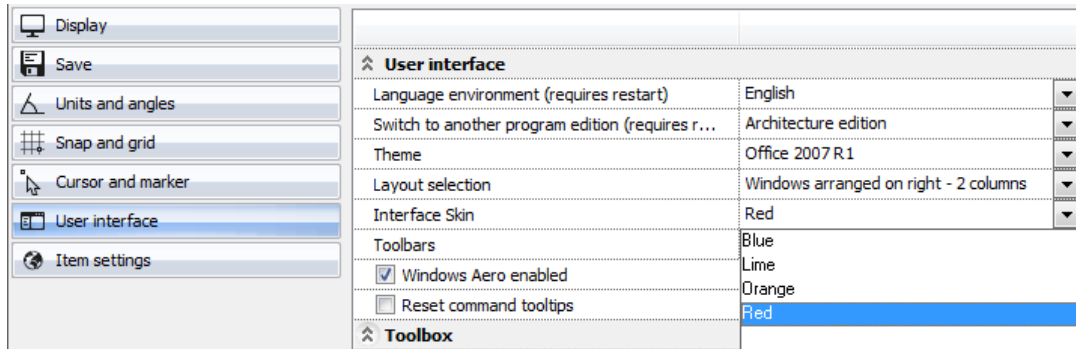 Display
Save
Units and angles
Snap and grid
Cursor and marker
User interface
Item settings
User interface
Language environment (requires restart) English
Switch to another program edition (requires r... Architecture edition
Theme Office 2007 R1
Layout selection Windows arranged on right - 2 columns
Interface Skin Red
Toolbars Blue
Lime
Windows Aero enabled
Orange
Reset command tooltips Red
Toolbox